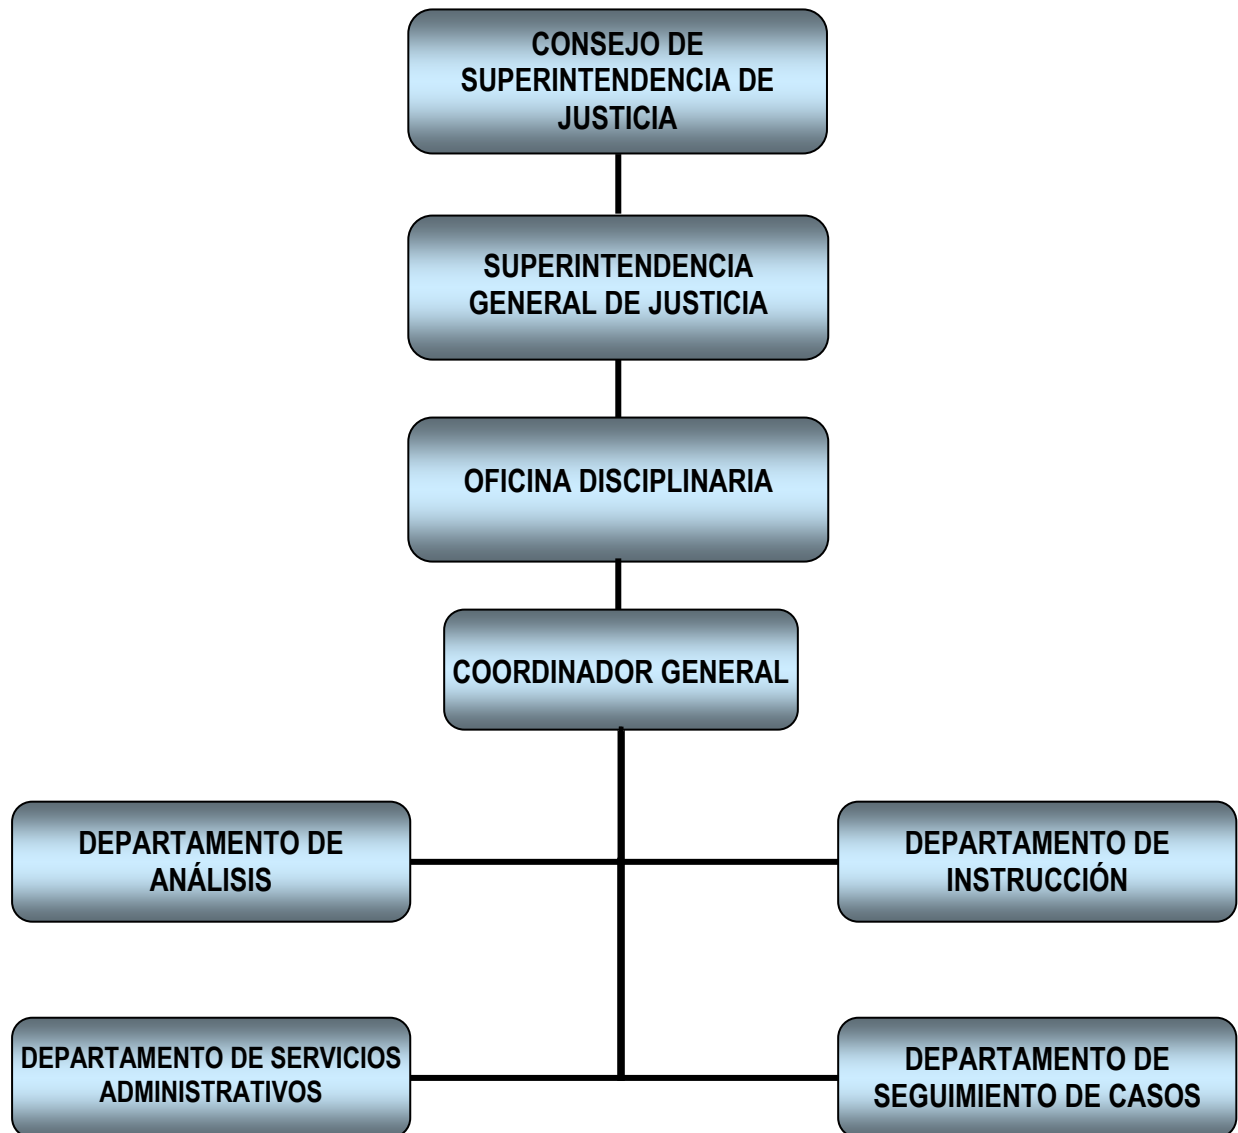 CONSEJO DE
SUPERINTENDENCIA DE
JUSTICIA
SUPERINTENDENCIA
GENERAL DE JUSTICIA
OFICINA DISCIPLINARIA
COORDINADOR GENERAL
DEPARTAMENTO DE
ANÁLISIS
DEPARTAMENTO DE
INSTRUCCIÓN
DEPARTAMENTO DE SERVICIOS
ADMINISTRATIVOS
DEPARTAMENTO DE
SEGUIMIENTO DE CASOS